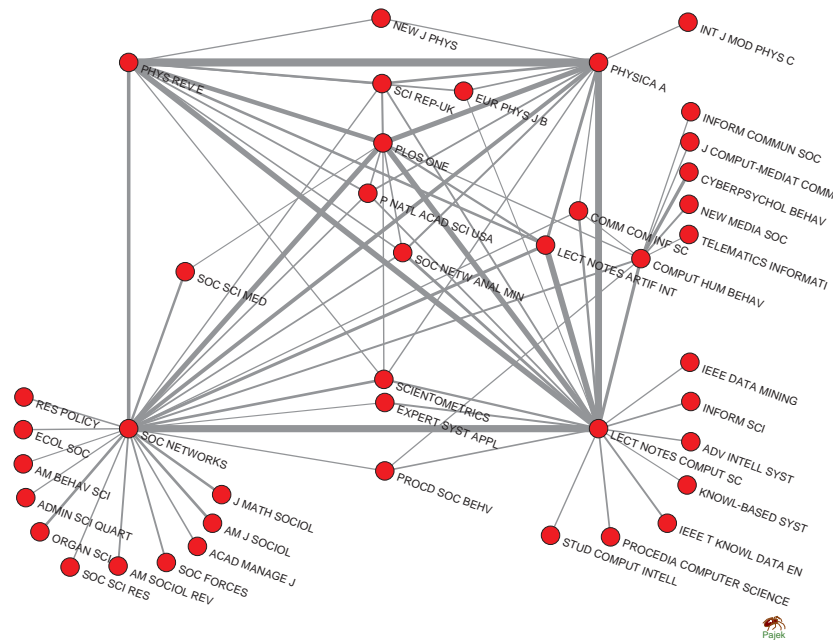 NEW J PHYS
INT J MOD PHYS C
PHYS REV E
PHYSICA A
SCI REP-UK
EUR PHYS J B
INFORM COMMUN SOC
PLOS ONE
J COMPUT-MEDIAT COMM
CYBERPSYCHOL BEHAV
P NATL ACAD SCI USA
NEW MEDIA SOC
COMM COM INF SC
TELEMATICS INFORMATI
LECT NOTES ARTIF INT
SOC NETW ANAL MIN
COMPUT HUM BEHAV
SOC SCI MED
IEEE DATA MINING
SCIENTOMETRICS
RES POLICY
EXPERT SYST APPL
INFORM SCI
ECOL SOC
SOC NETWORKS
LECT NOTES COMPUT SC
ADV INTELL SYST
AM BEHAV SCI
PROCD SOC BEHV
KNOWL-BASED SYST
ADMIN SCI QUART
J MATH SOCIOL
AM J SOCIOL
IEEE T KNOWL DATA EN
ORGAN SCI
ACAD MANAGE J
STUD COMPUT INTELL
PROCEDIA COMPUTER SCIENCE
SOC SCI RES
AM SOCIOL REV
SOC FORCES
Pajek